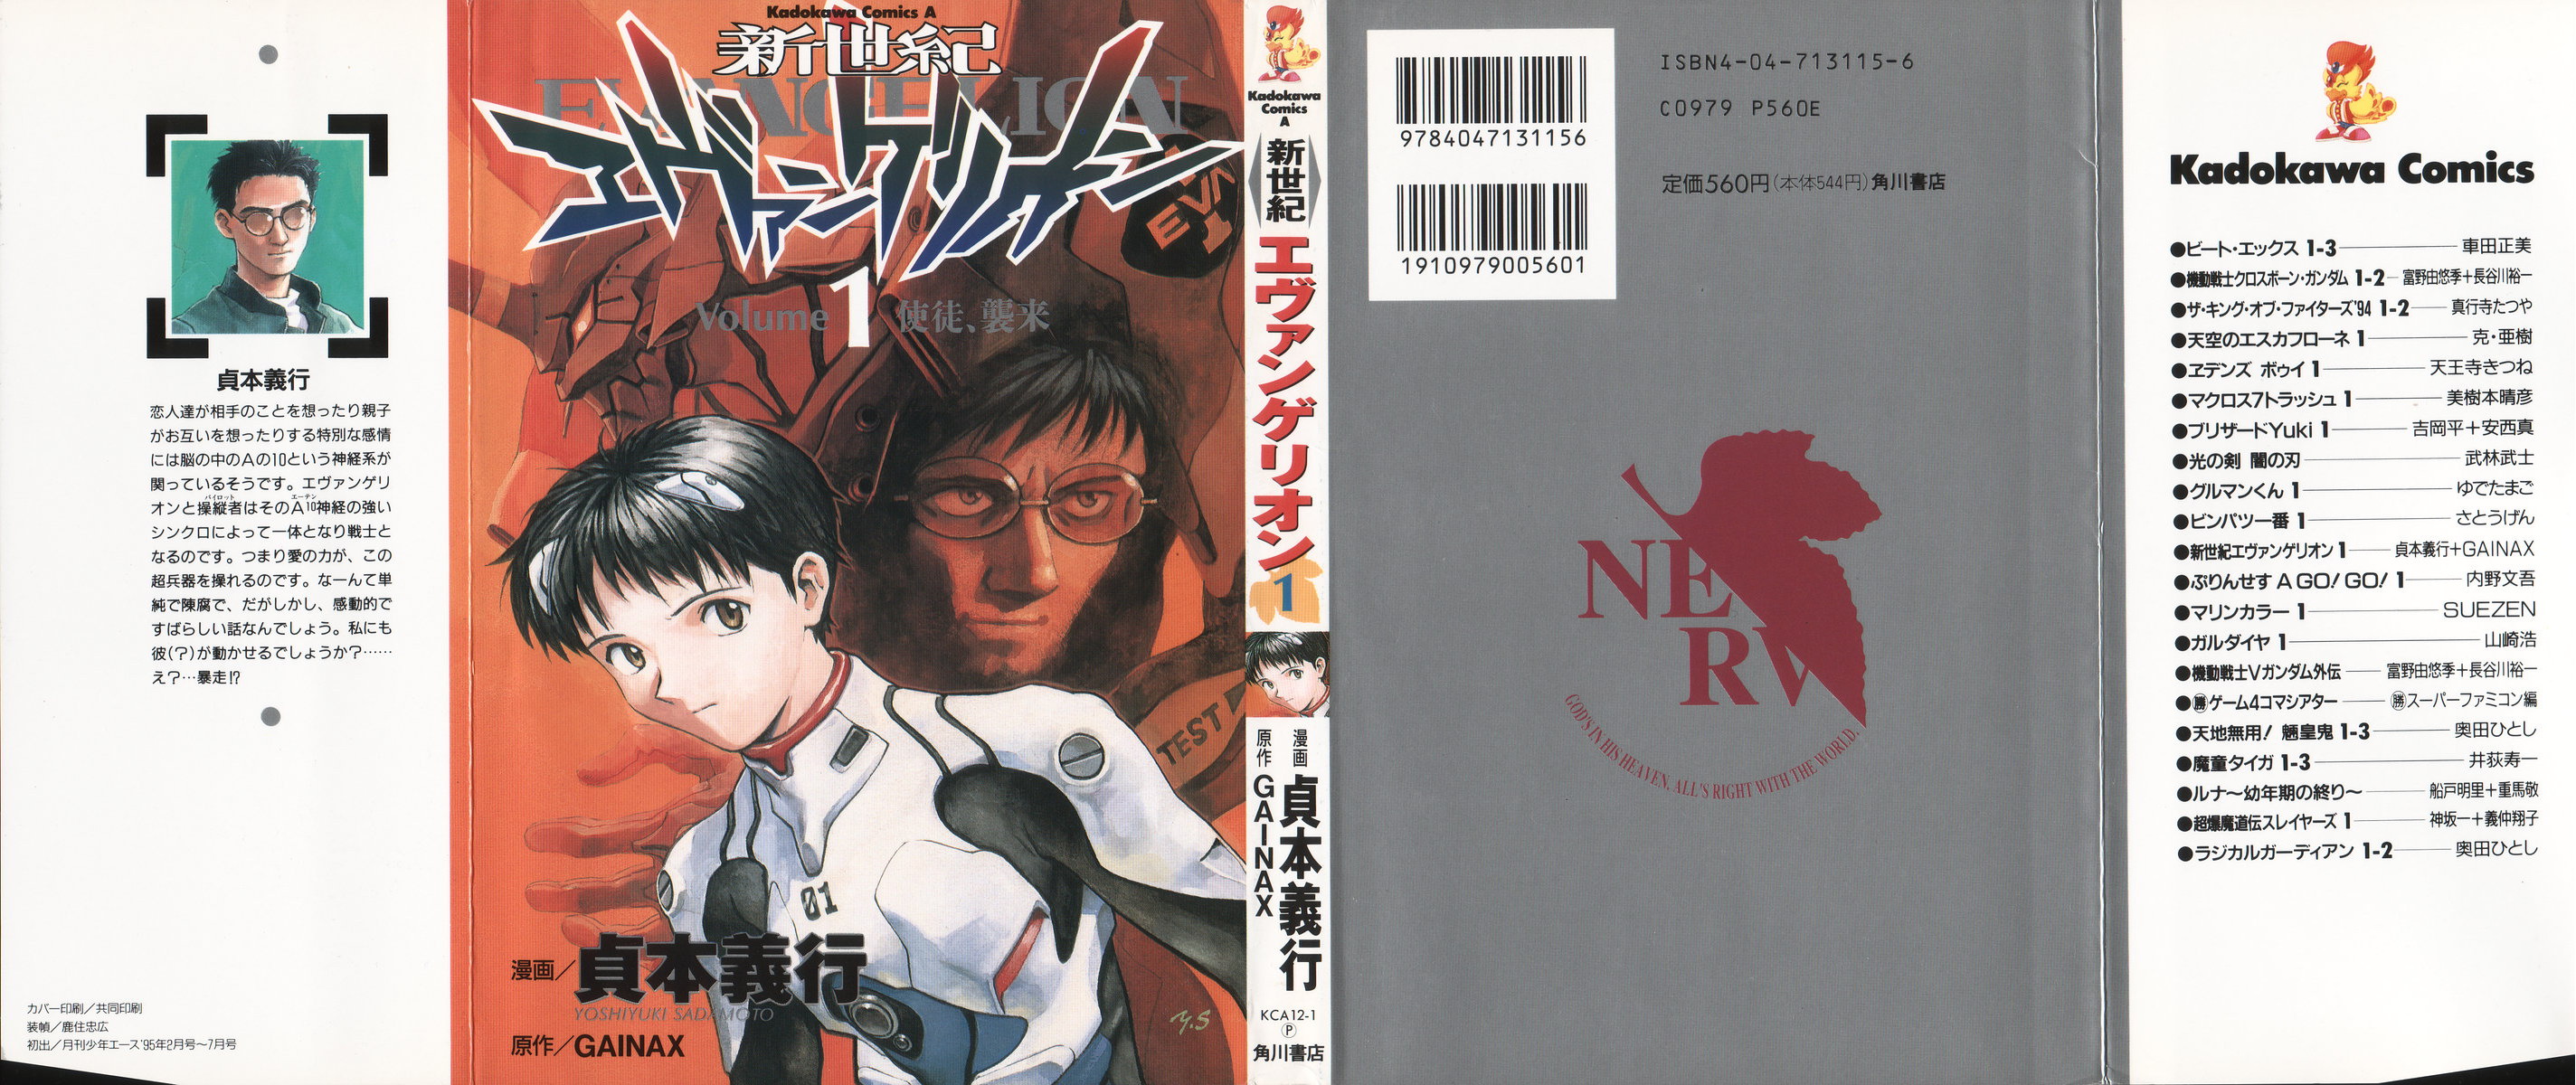 貞本義行
恋人達が相手のことを想ったり親子
がお互いを想ったりする特別な感情
には脳の中のAの10という神経系が
関っているそうです。エヴァンゲリ
オンと操縦者はそのA10神経の強い
パイロット
エーテン
シンクロによって一体となり戦士と
なるのです。つまり愛の力が、この
超兵器を操れるのです。なーんて単
純で陳腐で、だがしかし、感動的で
すばらしい話なんでしょう。私にも
彼(?)が動かせるでしょうか?……
え?…暴走!?
カバー印刷／共同印刷
装幀／鹿住忠広
初出／月刊少年エース'95年2月号〜7月号
Kadokawa Comics A
新世紀
EVANGELION
エヴァンゲリオン
Volume 1 使徒、襲来
EVA
1
TEST
01
漫画／貞本義行
YOSHIYUKI SADAMOTO
原作／GAINAX
Y.S
Kadokawa
Comics
A
新世紀
エヴァンゲリオン
1
漫画 貞本義行
原作 GAINAX
KCA12-1
P
角川書店
9784047131156
1910979005601
ISBN4-04-713115-6
C0979 P560E
定価560円(本体544円)角川書店
NERV
GOD'S IN HIS HEAVEN, ALL'S RIGHT WITH THE WORLD.
Kadokawa Comics
●ビート・エックス 1-3 車田正美
●機動戦士クロスボーン・ガンダム 1-2 富野由悠季＋長谷川裕一
●ザ・キング・オブ・ファイターズ'94 1-2 真行寺たつや
●天空のエスカフローネ 1 克・亜樹
●ヱデンズ ボゥイ 1 天王寺きつね
●マクロス7トラッシュ 1 美樹本晴彦
●ブリザードYuki 1 吉岡平＋安西真
●光の剣 闇の刃 武林武士
●グルマンくん 1 ゆでたまご
●ビンパツ一番 1 さとうげん
●新世紀エヴァンゲリオン 1 貞本義行+GAINAX
●ぷりんせす A GO! GO! 1 内野文吾
●マリンカラー 1 SUEZEN
●ガルダイヤ 1 山崎浩
●機動戦士Vガンダム外伝 富野由悠季＋長谷川裕一
●勝ゲーム4コマシアター 勝スーパーファミコン編
●天地無用! 魎皇鬼 1-3 奥田ひとし
●魔童タイガ 1-3 井荻寿一
●ルナ〜幼年期の終り〜 船戸明里＋重馬敬
●超爆魔道伝スレイヤーズ 1 神坂一＋義仲翔子
●ラジカルガーディアン 1-2 奥田ひとし